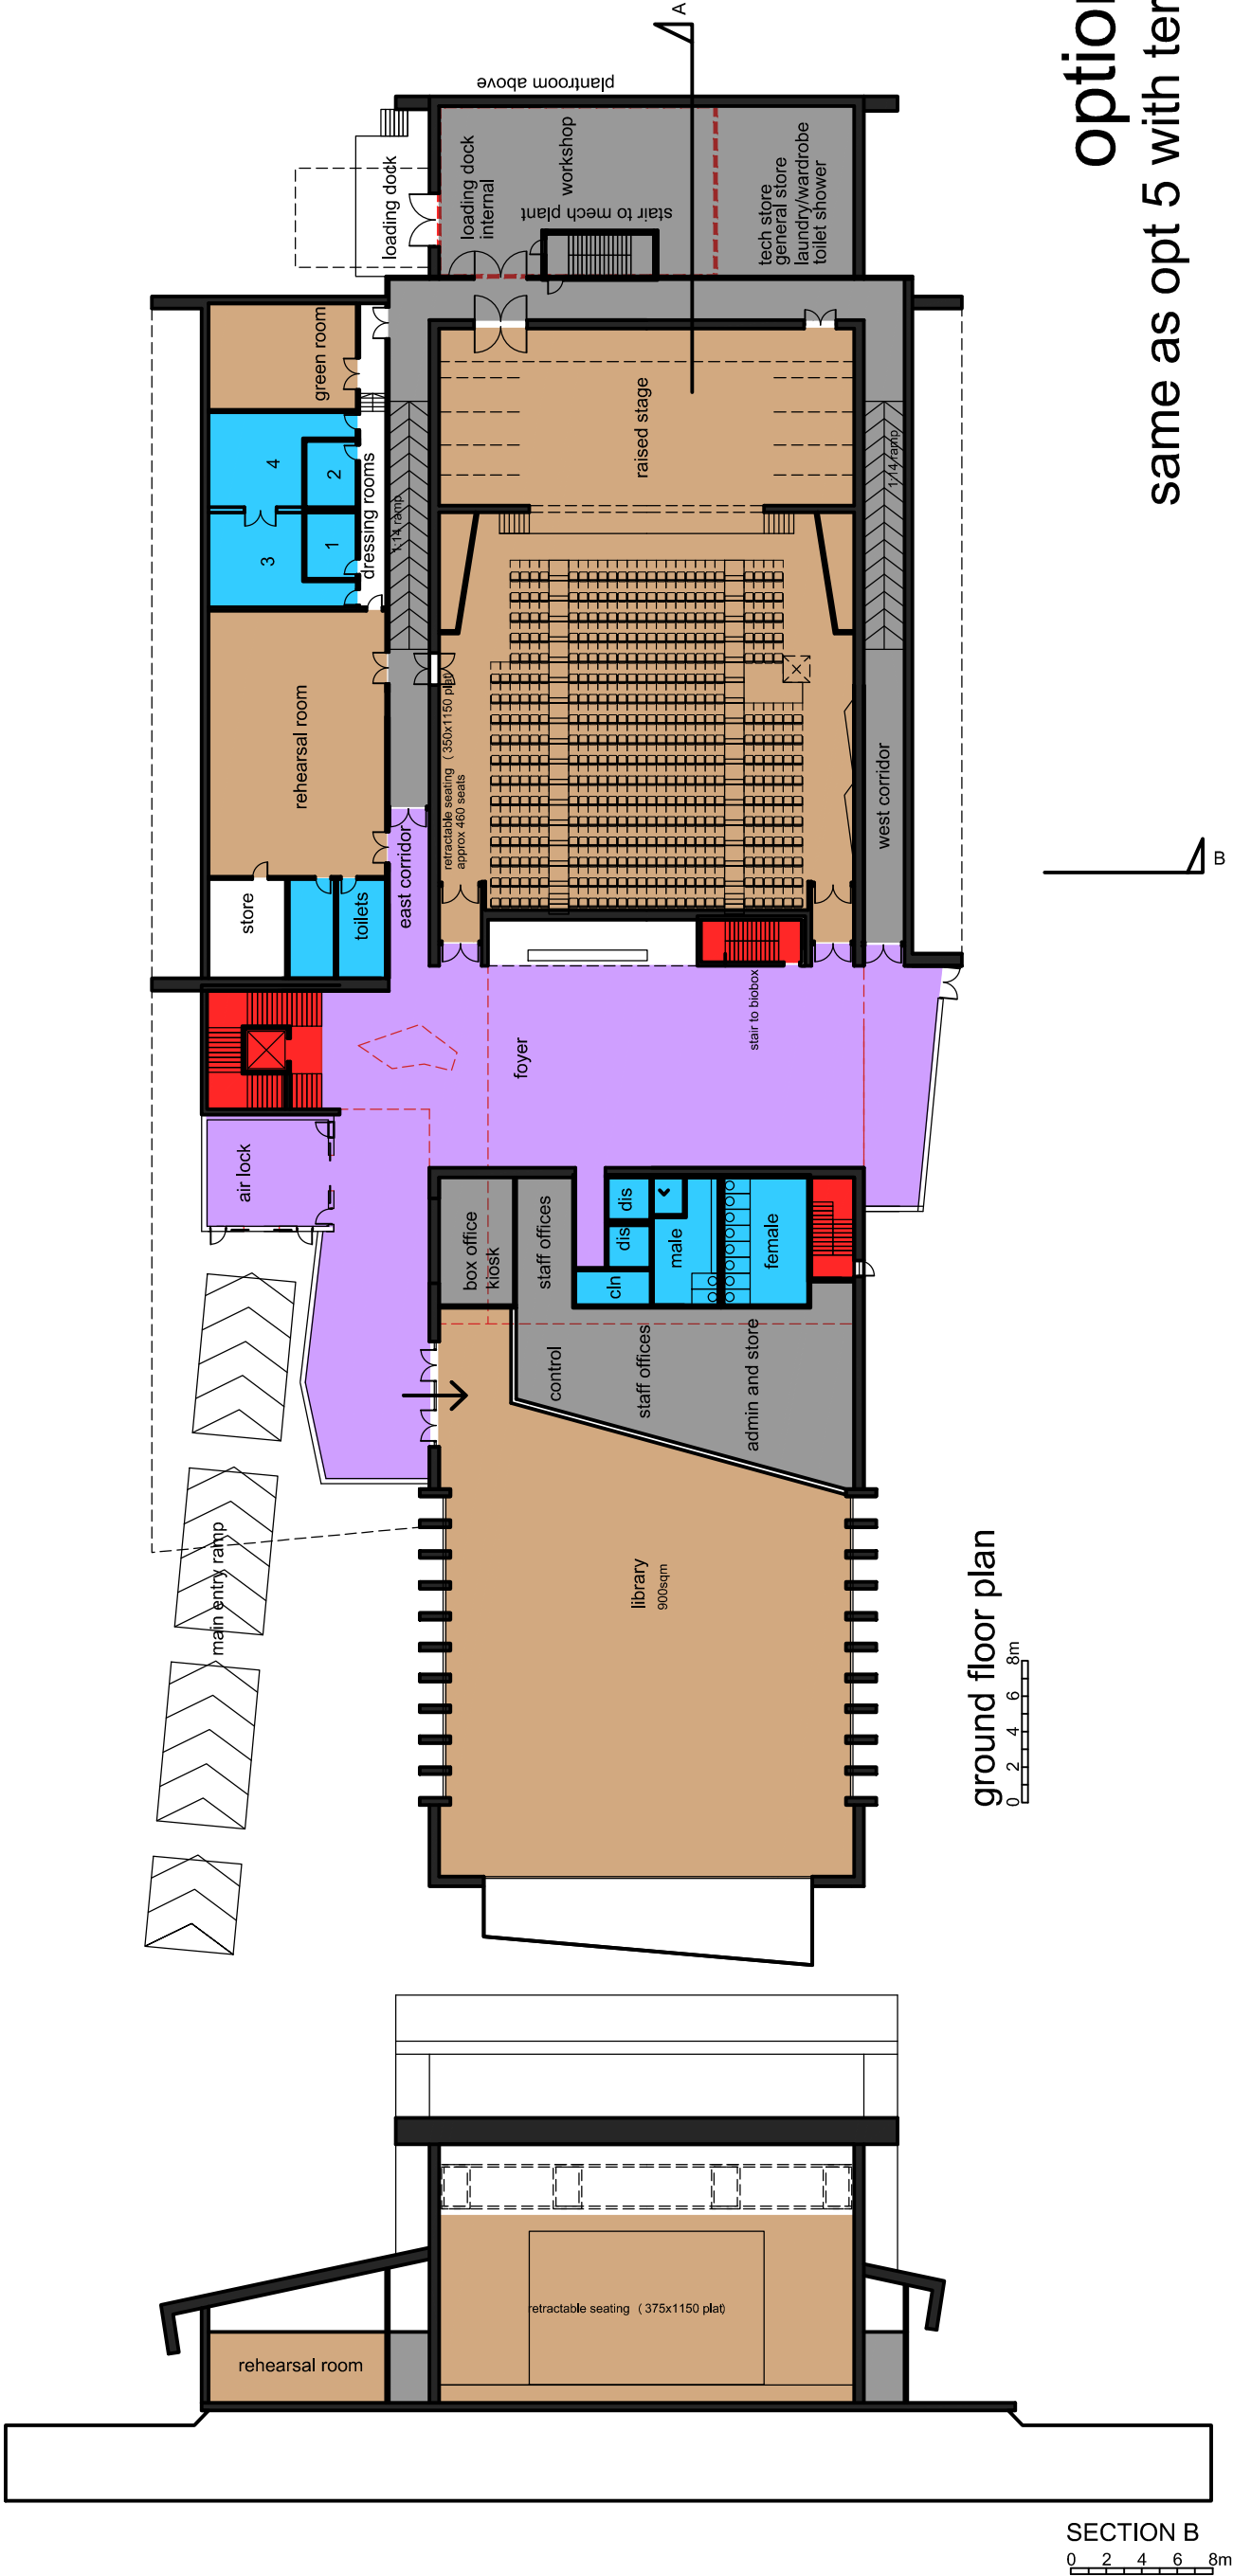 optio
same as opt 5 with ter
A
plantroom above
loading dock
loading dock
internal
workshop
stair to mech plant
tech store
general store
laundry/wardrobe
toilet shower
green room
4
2
3
1
dressing rooms
1:14 ramp
raised stage
1:14 ramp
rehearsal room
retractable seating ( 350x1150 plat)
approx 460 seats
west corridor
east corridor
store
toilets
B
stair to biobox
foyer
air lock
box office
kiosk
staff offices
dis
dis
cln
male
female
control
staff offices
admin and store
main entry ramp
library
900sqm
ground floor plan
0 2 4 6 8m
retractable seating ( 375x1150 plat)
rehearsal room
SECTION B
0 2 4 6 8m